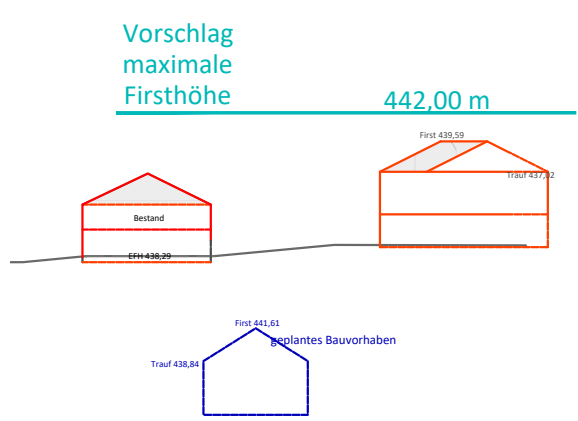 Vorschlag
maximale
Firsthöhe
442,00 m
First 439,59
Trauf 437,02
Bestand
EFH 438,29
First 441,61
geplantes Bauvorhaben
Trauf 438,84